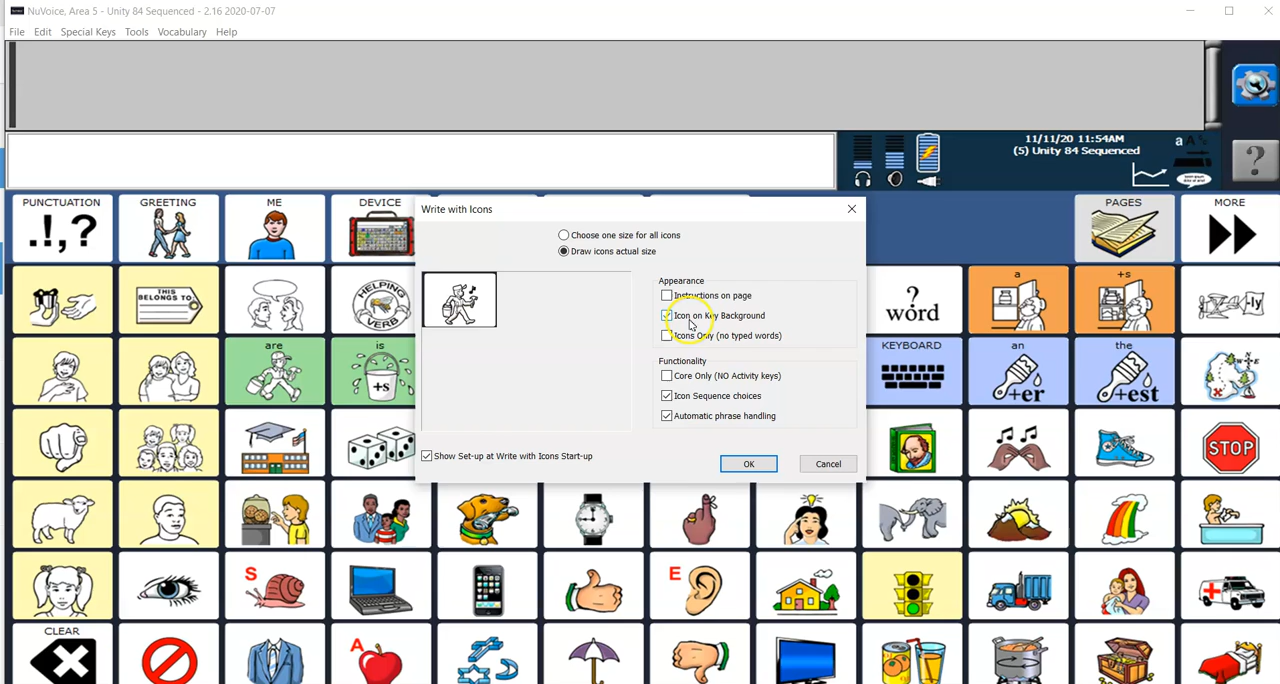 NuVoice, Area 5 - Unity 84 Sequenced - 2.16 2020-07-07
File Edit Special Keys Tools Vocabulary Help
11/11/20 11:54AM
(5) Unity 84 Sequenced
a A
?
PUNCTUATION GREETING ME DEVICE PAGES MORE
.!,?
Write with Icons
Choose one size for all icons
Draw icons actual size
Appearance
Instructions on page
Icon on Key Background
Icons Only (no typed words)
Functionality
Core Only (NO Activity keys)
Icon Sequence choices
Automatic phrase handling
Show Set-up at Write with Icons Start-up
OK Cancel
THIS BELONGS TO
HELPING VERB
? word
a +s
-ly
are is KEYBOARD an the
+s +er +est
STOP
S E
CLEAR
A